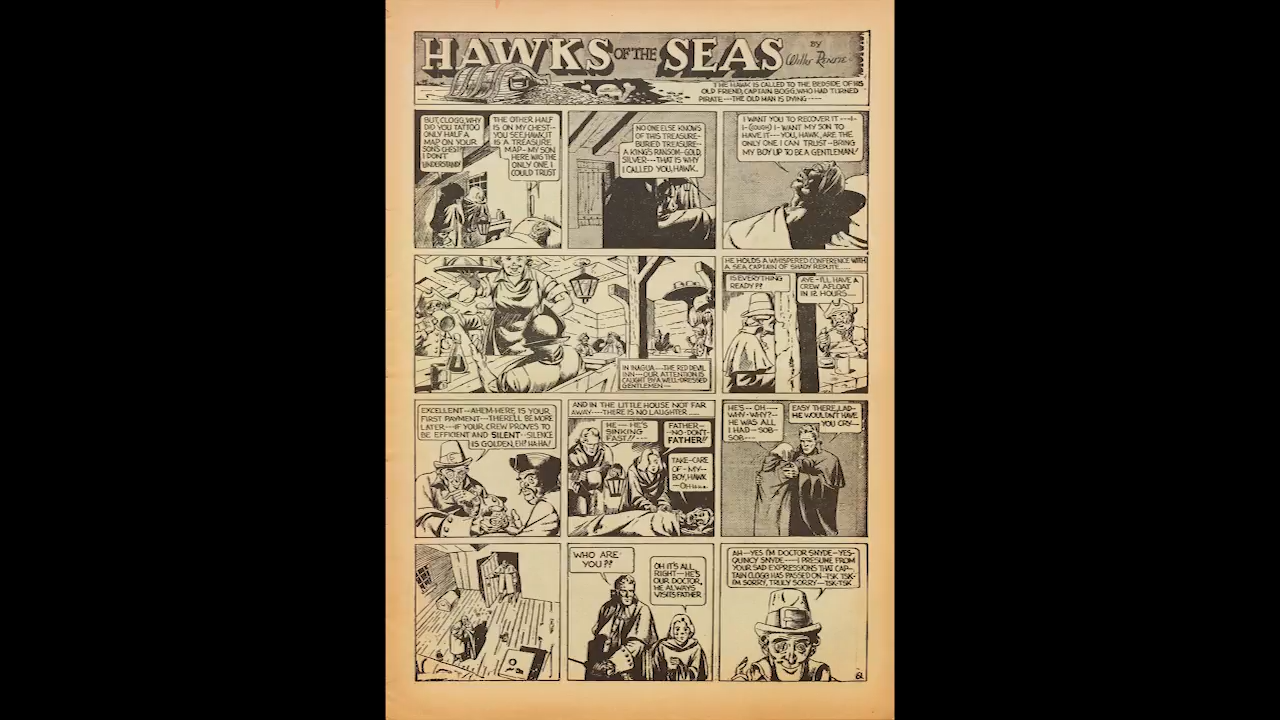 HAWKS OF THE SEAS
BY
Willis Rensie
THE HAWK IS CALLED TO THE BEDSIDE OF HIS
OLD FRIEND, CAPTAIN BOGG, WHO HAD TURNED
PIRATE---THE OLD MAN IS DYING----
BUT, CLOGG, WHY
DID YOU TATTOO
ONLY HALF A
MAP ON YOUR
SON'S CHEST?
I DON'T
UNDERSTAND
THE OTHER HALF
IS ON MY CHEST--
YOU SEE, HAWK, IT
IS A TREASURE
MAP-MY SON
HERE WAS THE
ONLY ONE I
COULD TRUST
NO ONE ELSE KNOWS
OF THIS TREASURE-
BURIED TREASURE--
A KING'S RANSOM-GOLD
SILVER---THAT IS WHY
I CALLED YOU, HAWK..
I WANT YOU TO RECOVER IT---I-
I-(COUGH) I-WANT MY SON TO
HAVE IT---YOU, HAWK, ARE THE
ONLY ONE I CAN TRUST-BRING
MY BOY UP TO BE A GENTLEMAN!
IN INAGUA---THE RED DEVIL
INN---OUR ATTENTION IS
CAUGHT BY A WELL-DRESSED
GENTLEMEN---
HE HOLDS A WHISPERED CONFERENCE WITH
A SEA CAPTAIN OF SHADY REPUTE.....
IS EVERYTHING
READY??
AYE-I'LL HAVE A
CREW AFLOAT
IN 12 HOURS....
EXCELLENT--AHEM-HERE IS YOUR
FIRST PAYMENT---THERE'LL BE MORE
LATER---IF YOUR CREW PROVES TO
BE EFFICIENT AND SILENT--SILENCE
IS GOLDEN, EH? HA HA!
AND IN THE LITTLE HOUSE NOT FAR
AWAY----THERE IS NO LAUGHTER.....
HE--HE'S
SINKING
FAST!!---
FATHER--
--NO-DON'T-
FATHER!!
TAKE-CARE
OF-MY--
BOY, HAWK
-OH
HE'S--OH---
WHY-WHY?--
HE WAS ALL
I HAD--SOB-
SOB---
EASY THERE, LAD-
HE WOULDN'T HAVE
YOU CRY--
WHO ARE
YOU??
OH IT'S ALL
RIGHT--HE'S
OUR DOCTOR,
HE ALWAYS
VISITS FATHER
AH--YES I'M DOCTOR SNYDE--YES-
QUINCY SNYDE---I PRESUME FROM
YOUR SAD EXPRESSIONS THAT CAP-
TAIN CLOGG HAS PASSED ON-TSK TSK-
I'M SORRY, TRULY SORRY---TSK-TSK